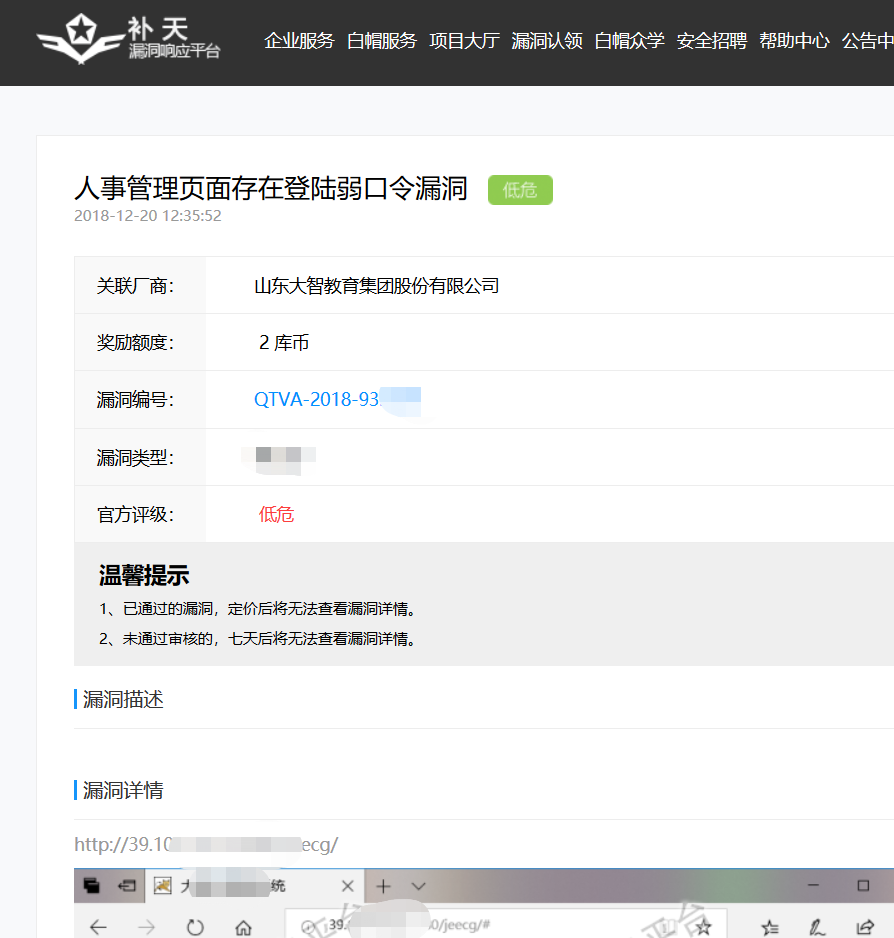 补天
漏洞响应平台
企业服务 白帽服务 项目大厅 漏洞认领 白帽众学 安全招聘 帮助中心 公告中
人事管理页面存在登陆弱口令漏洞 低危
2018-12-20 12:35:52
关联厂商： 山东大智教育集团股份有限公司
奖励额度： 2 库币
漏洞编号： QTVA-2018-93
漏洞类型：
官方评级： 低危
温馨提示
1、已通过的漏洞，定价后将无法查看漏洞详情。
2、未通过审核的，七天后将无法查看漏洞详情。
漏洞描述
漏洞详情
http://39.10 ecg/
大 统
39. 0/jeecg/#